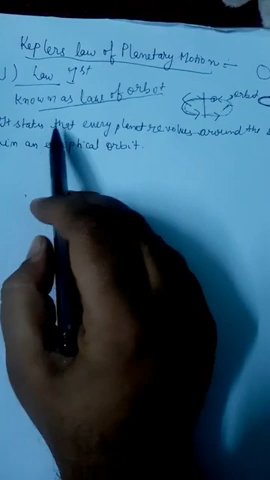 Keplers law of Planetary Motion :-
1) Law 1st
Known as Law of orbit
orbit
It states that every planet revolves around the
in an elliptical orbit.